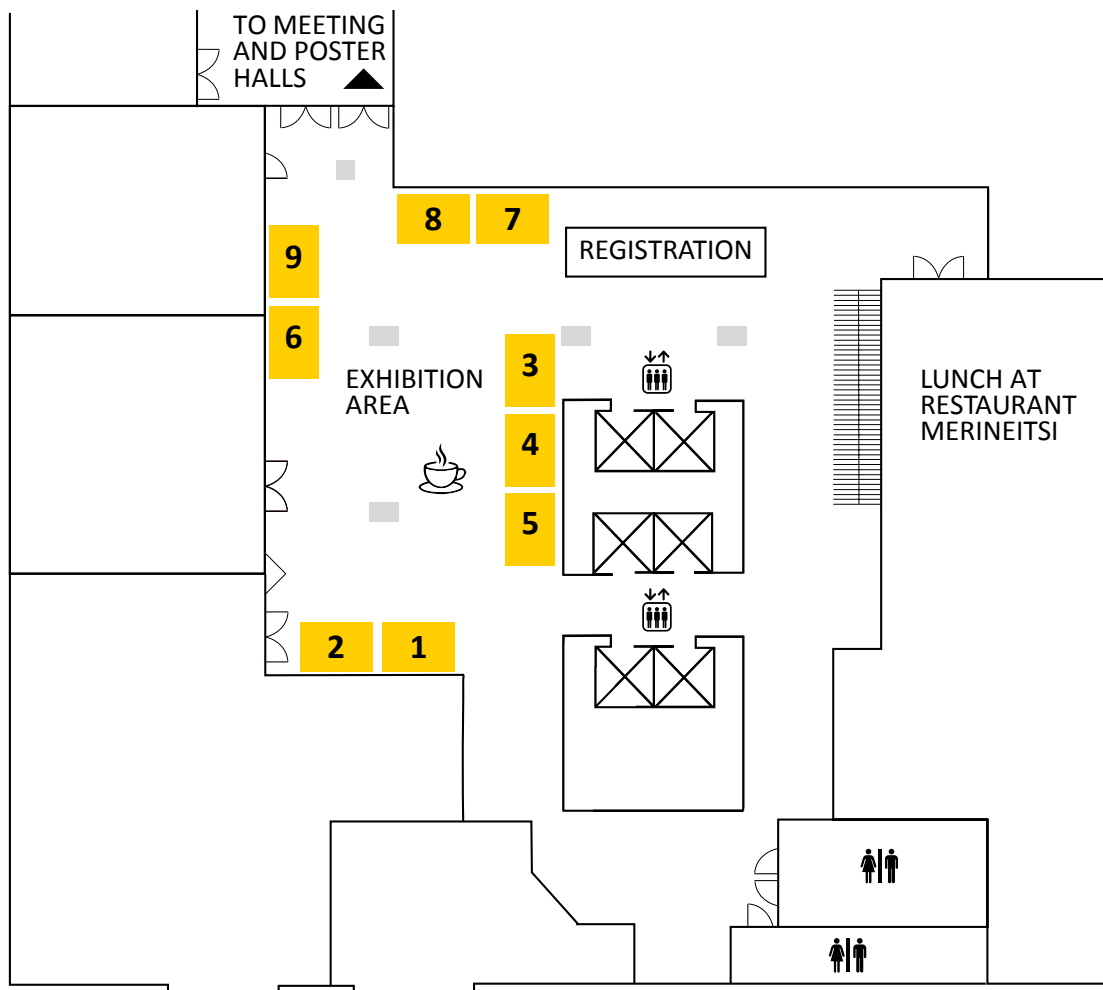 TO MEETING
AND POSTER
HALLS
8
7
9
REGISTRATION
6
3
EXHIBITION
AREA
LUNCH AT
RESTAURANT
MERINEITSI
4
5
2
1